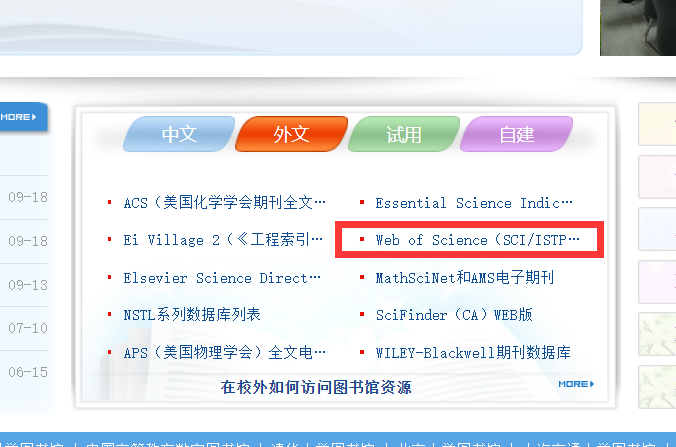 MORE
中文 外文 试用 自建
09-18
09-18
09-13
07-10
06-15
ACS（美国化学学会期刊全文…
Essential Science Indic…
Ei Village 2（《工程索引…
Web of Science（SCI/ISTP…
Elsevier Science Direct…
MathSciNet和AMS电子期刊
NSTL系列数据库列表
SciFinder（CA）WEB版
APS（美国物理学会）全文电…
WILEY-Blackwell期刊数据库
在校外如何访问图书馆资源
MORE